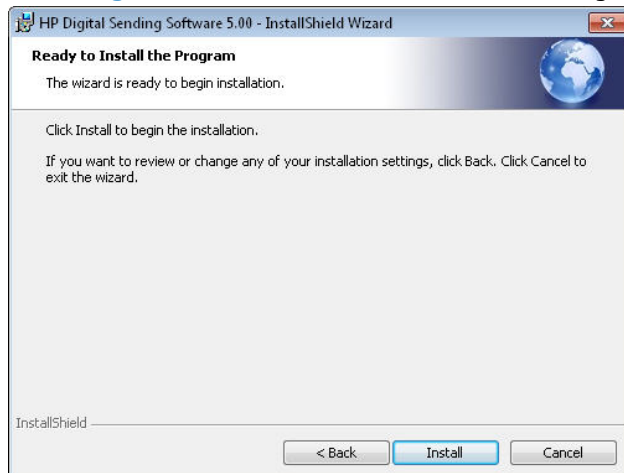 HP Digital Sending Software 5.00 - InstallShield Wizard
Ready to Install the Program
The wizard is ready to begin installation.
Click Install to begin the installation.
If you want to review or change any of your installation settings, click Back. Click Cancel to
exit the wizard.
InstallShield
< Back Install Cancel